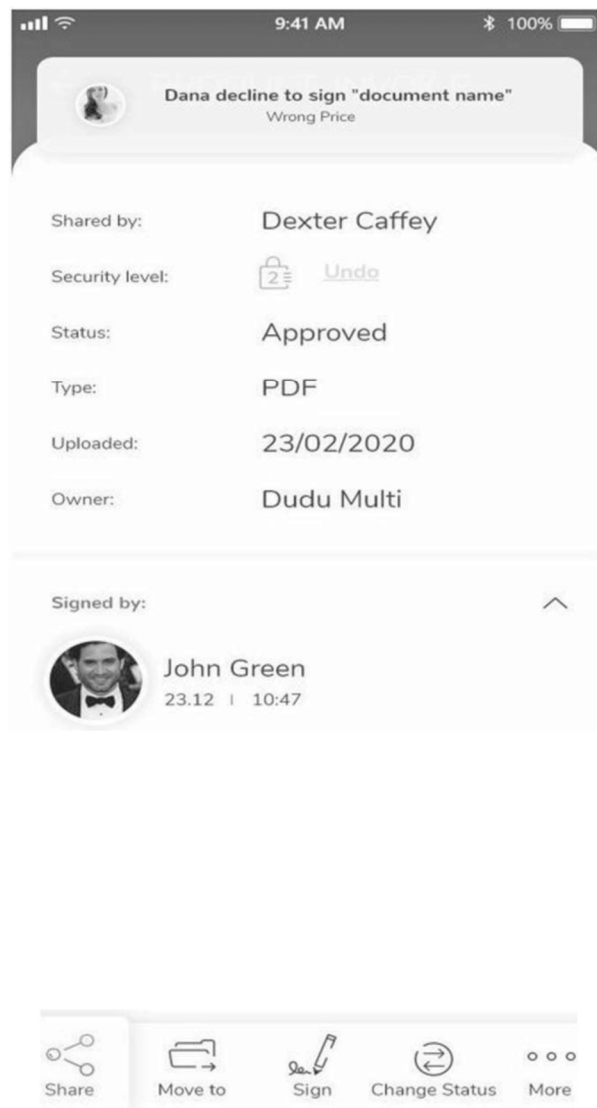 9:41 AM 100%
Dana decline to sign "document name"
Wrong Price
Shared by: Dexter Caffey
Security level: 2 Undo
Status: Approved
Type: PDF
Uploaded: 23/02/2020
Owner: Dudu Multi
Signed by:
John Green
23.12 | 10:47
Share Move to Sign Change Status More